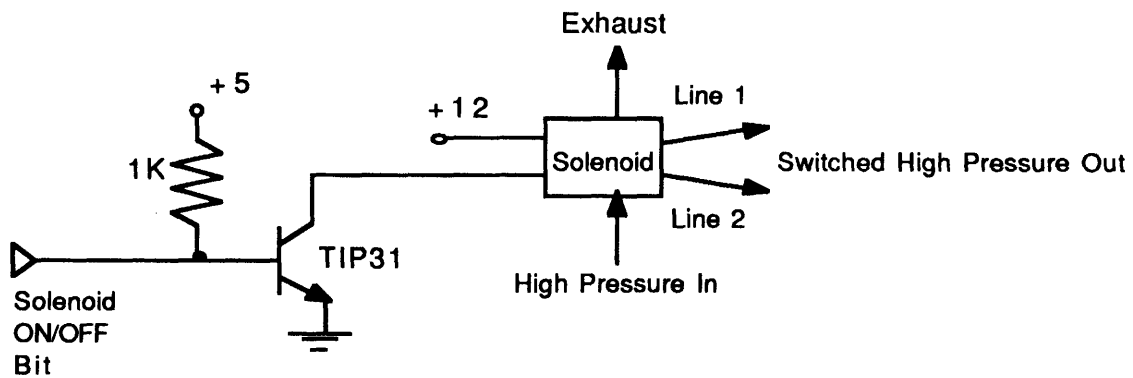 Exhaust
+ 5
+12
Line 1
1K
Solenoid
Switched High Pressure Out
Line 2
TIP31
High Pressure In
Solenoid
ON/OFF
Bit